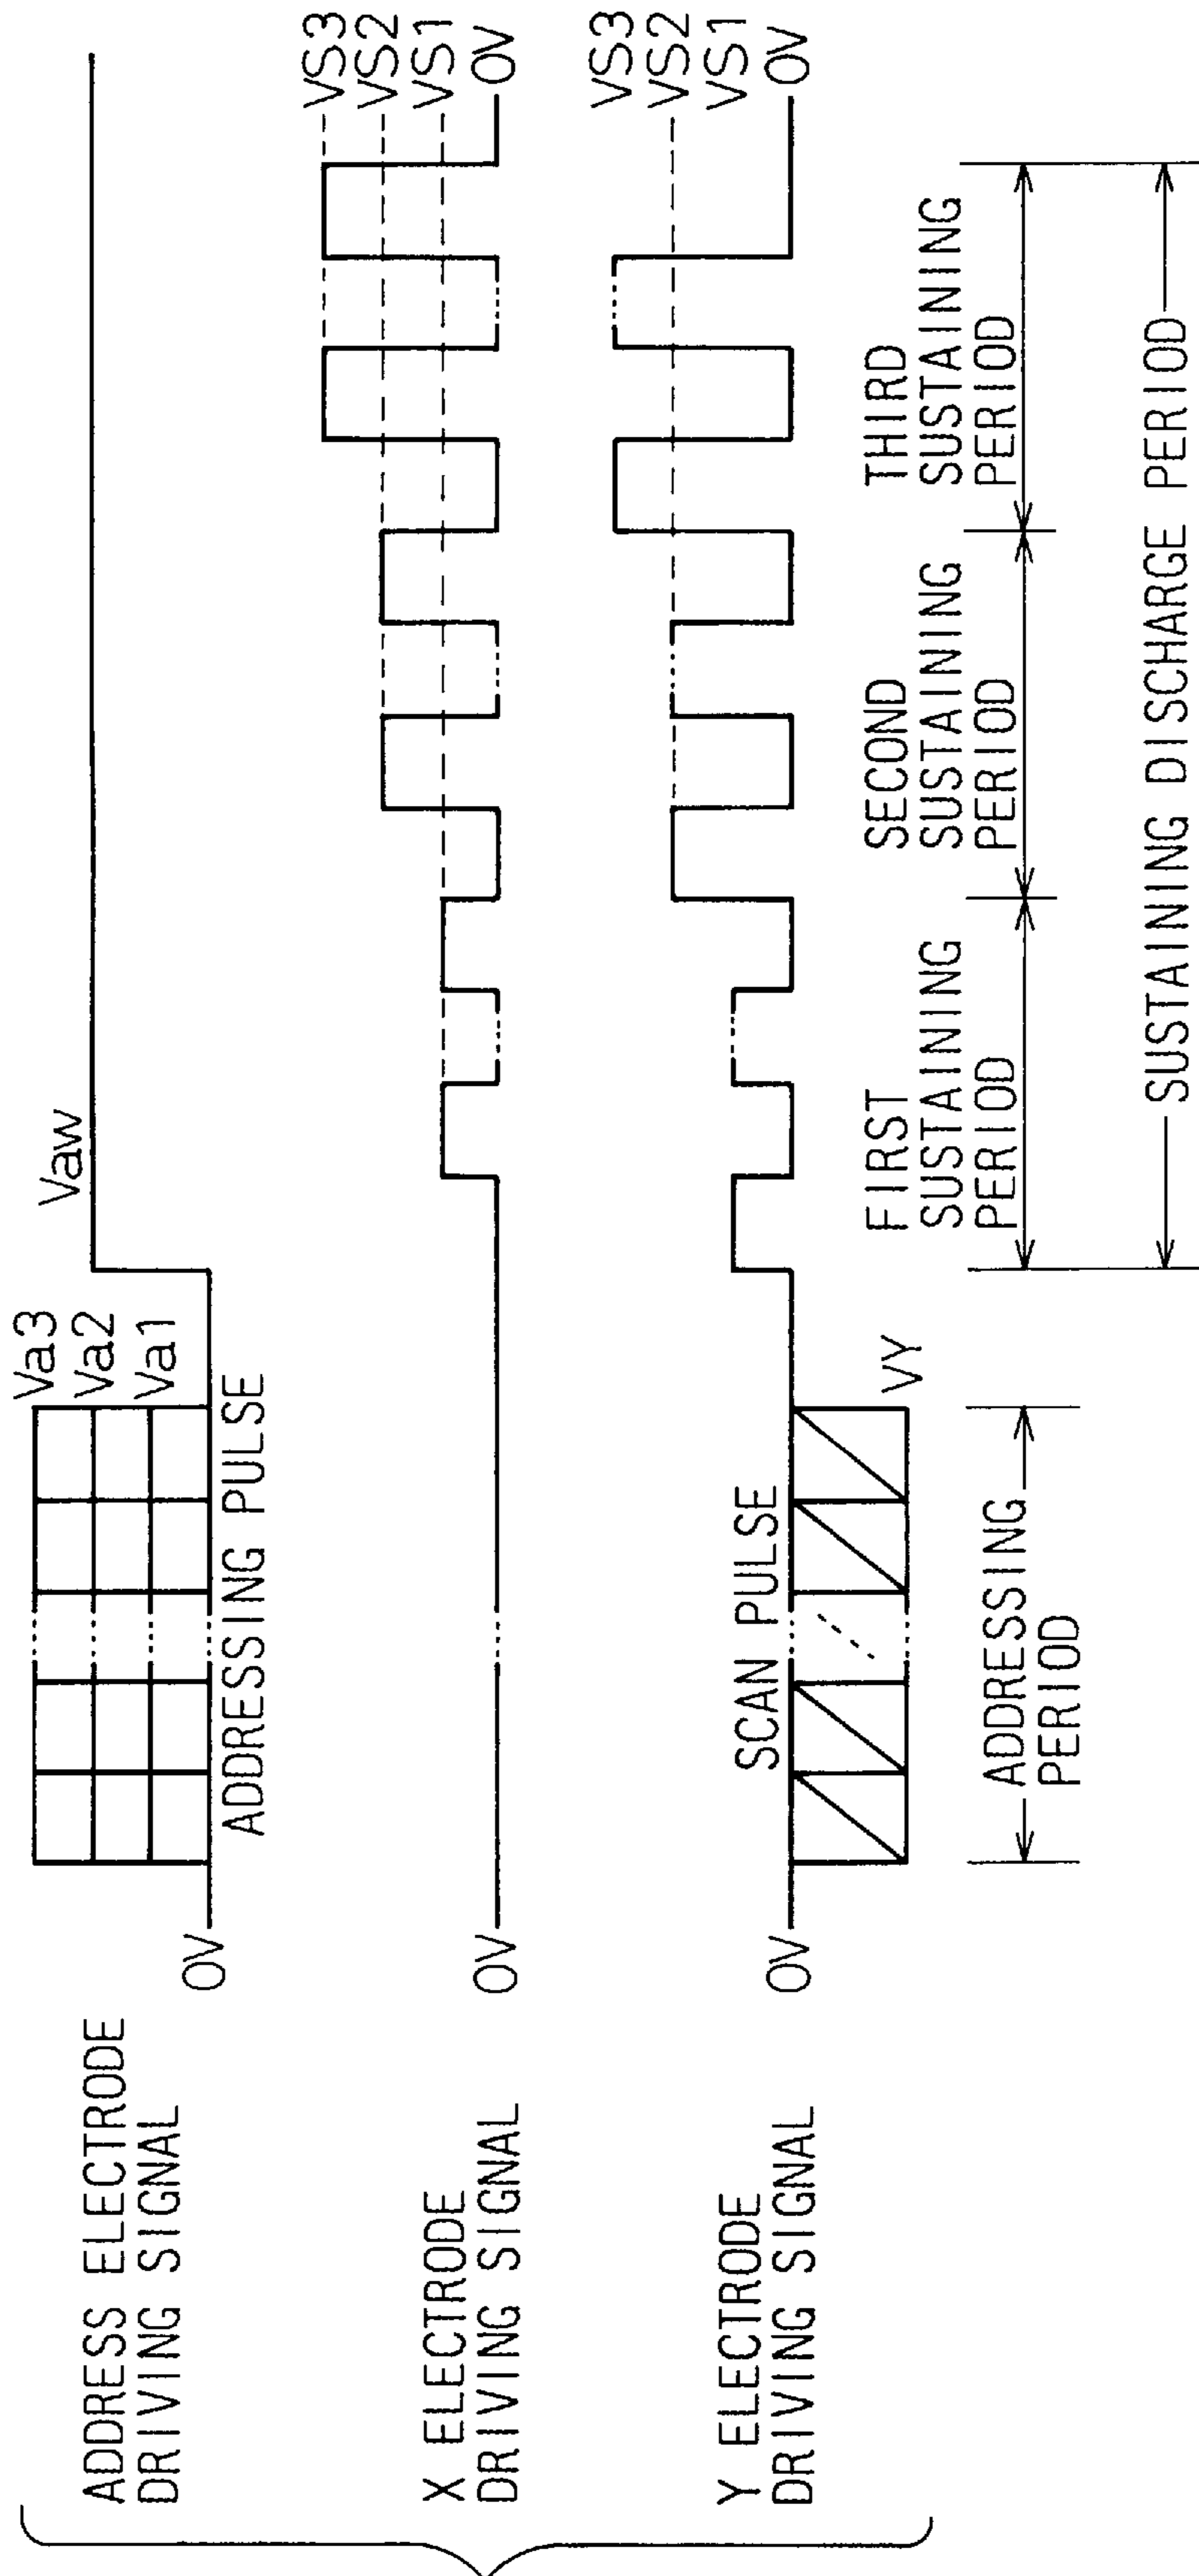 ADDRESS ELECTRODE
DRIVING SIGNAL
0V
Va3
Va2
Va1
ADDRESSING PULSE
Vaw
X ELECTRODE
DRIVING SIGNAL
0V
VS3
VS2
VS1
0V
Y ELECTRODE
DRIVING SIGNAL
0V
SCAN PULSE
VY
VS3
VS2
VS1
0V
ADDRESSING
PERIOD
FIRST
SUSTAINING
PERIOD
SECOND
SUSTAINING
PERIOD
THIRD
SUSTAINING
PERIOD
SUSTAINING DISCHARGE PERIOD